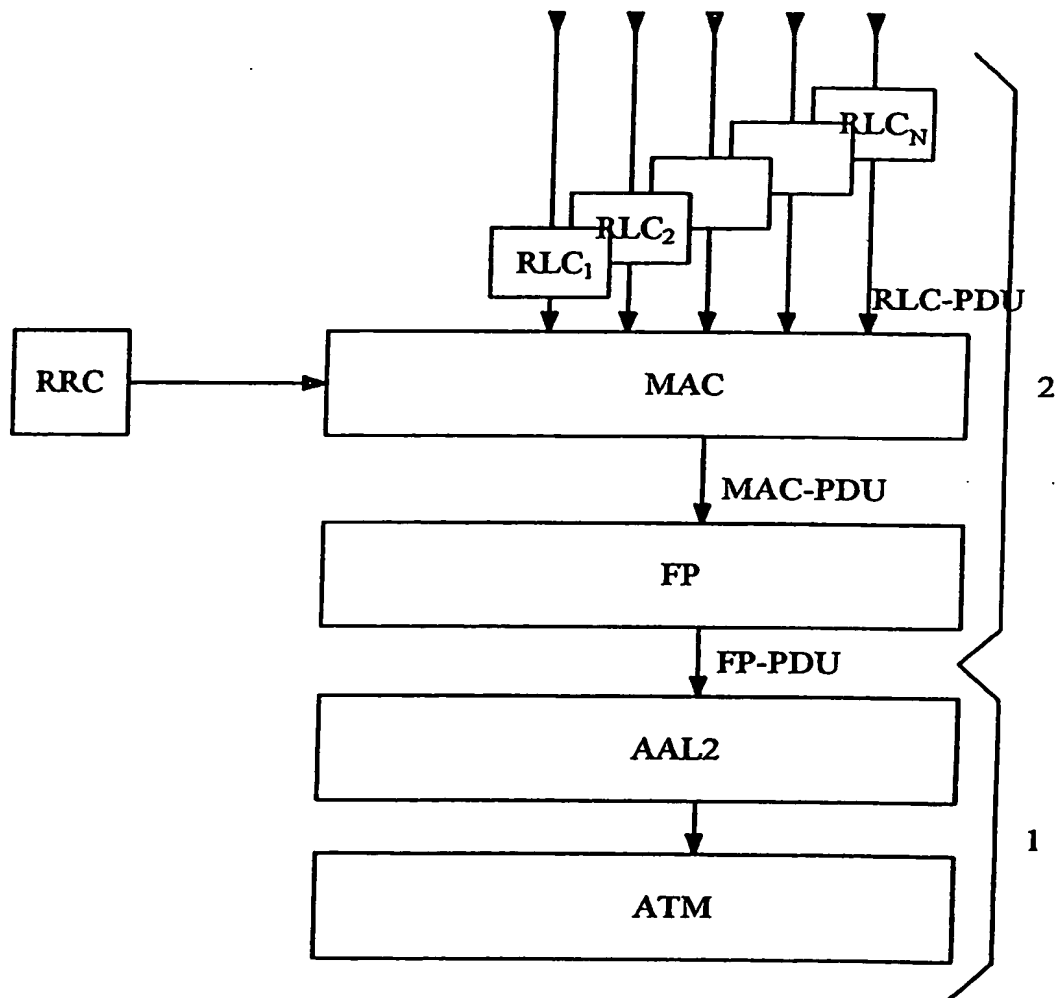 RLC_N
RLC_2
RLC_1
RLC-PDU
RRC
MAC
2
MAC-PDU
FP
FP-PDU
AAL2
1
ATM